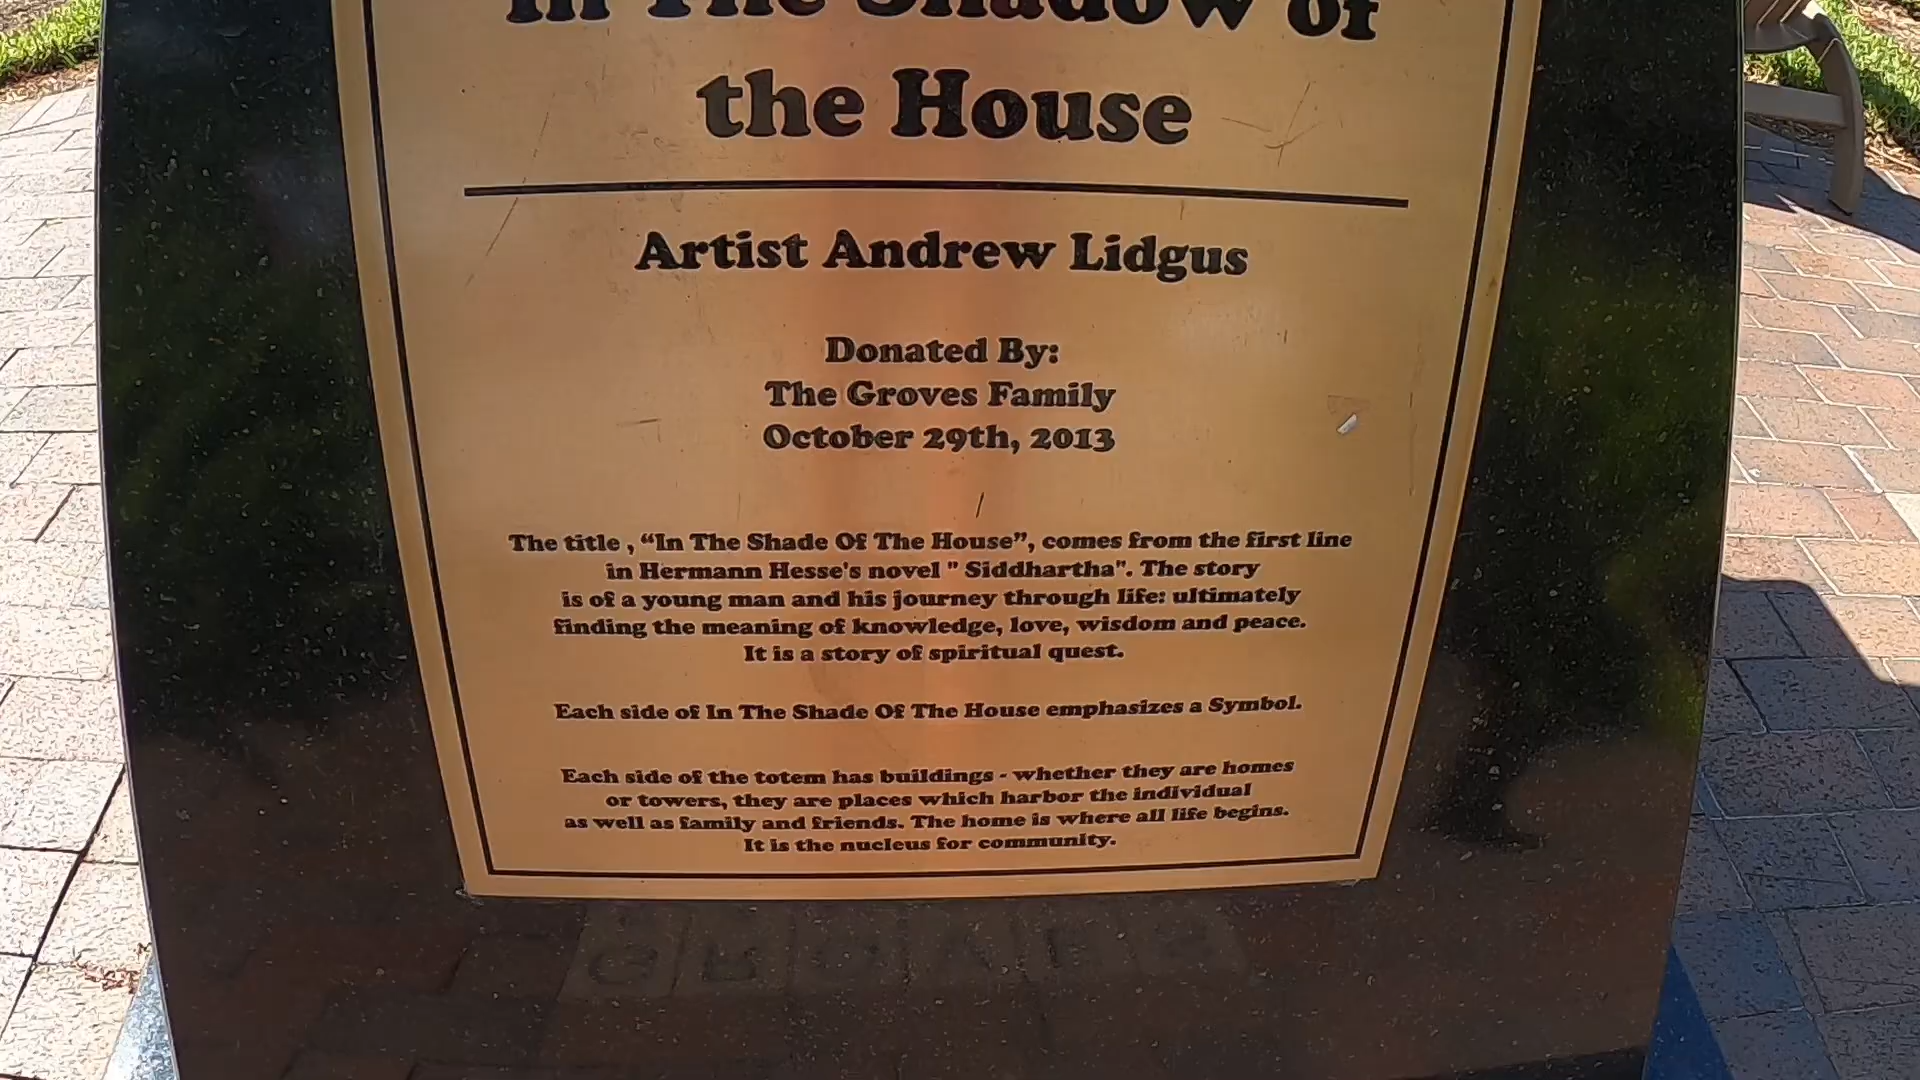 In The Shadow of
the House
Artist Andrew Lidgus
Donated By:
The Groves Family
October 29th, 2013
The title , “In The Shade Of The House”, comes from the first line
in Hermann Hesse's novel " Siddhartha". The story
is of a young man and his journey through life: ultimately
finding the meaning of knowledge, love, wisdom and peace.
It is a story of spiritual quest.
Each side of In The Shade Of The House emphasizes a Symbol.
Each side of the totem has buildings - whether they are homes
or towers, they are places which harbor the individual
as well as family and friends. The home is where all life begins.
It is the nucleus for community.